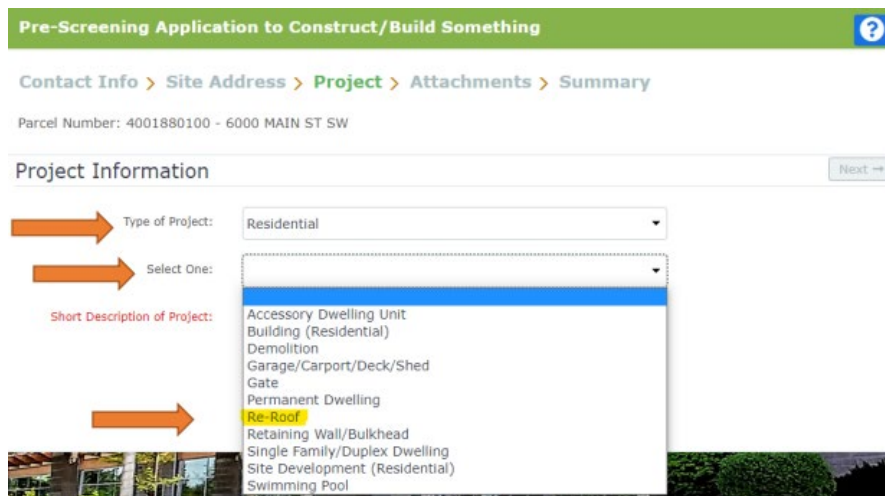 Pre-Screening Application to Construct/Build Something
?
Contact Info > Site Address > Project > Attachments > Summary
Parcel Number: 4001880100 - 6000 MAIN ST SW
Project Information
Next →
Type of Project:
Residential
Select One:
Short Description of Project:
Accessory Dwelling Unit
Building (Residential)
Demolition
Garage/Carport/Deck/Shed
Gate
Permanent Dwelling
Re-Roof
Retaining Wall/Bulkhead
Single Family/Duplex Dwelling
Site Development (Residential)
Swimming Pool